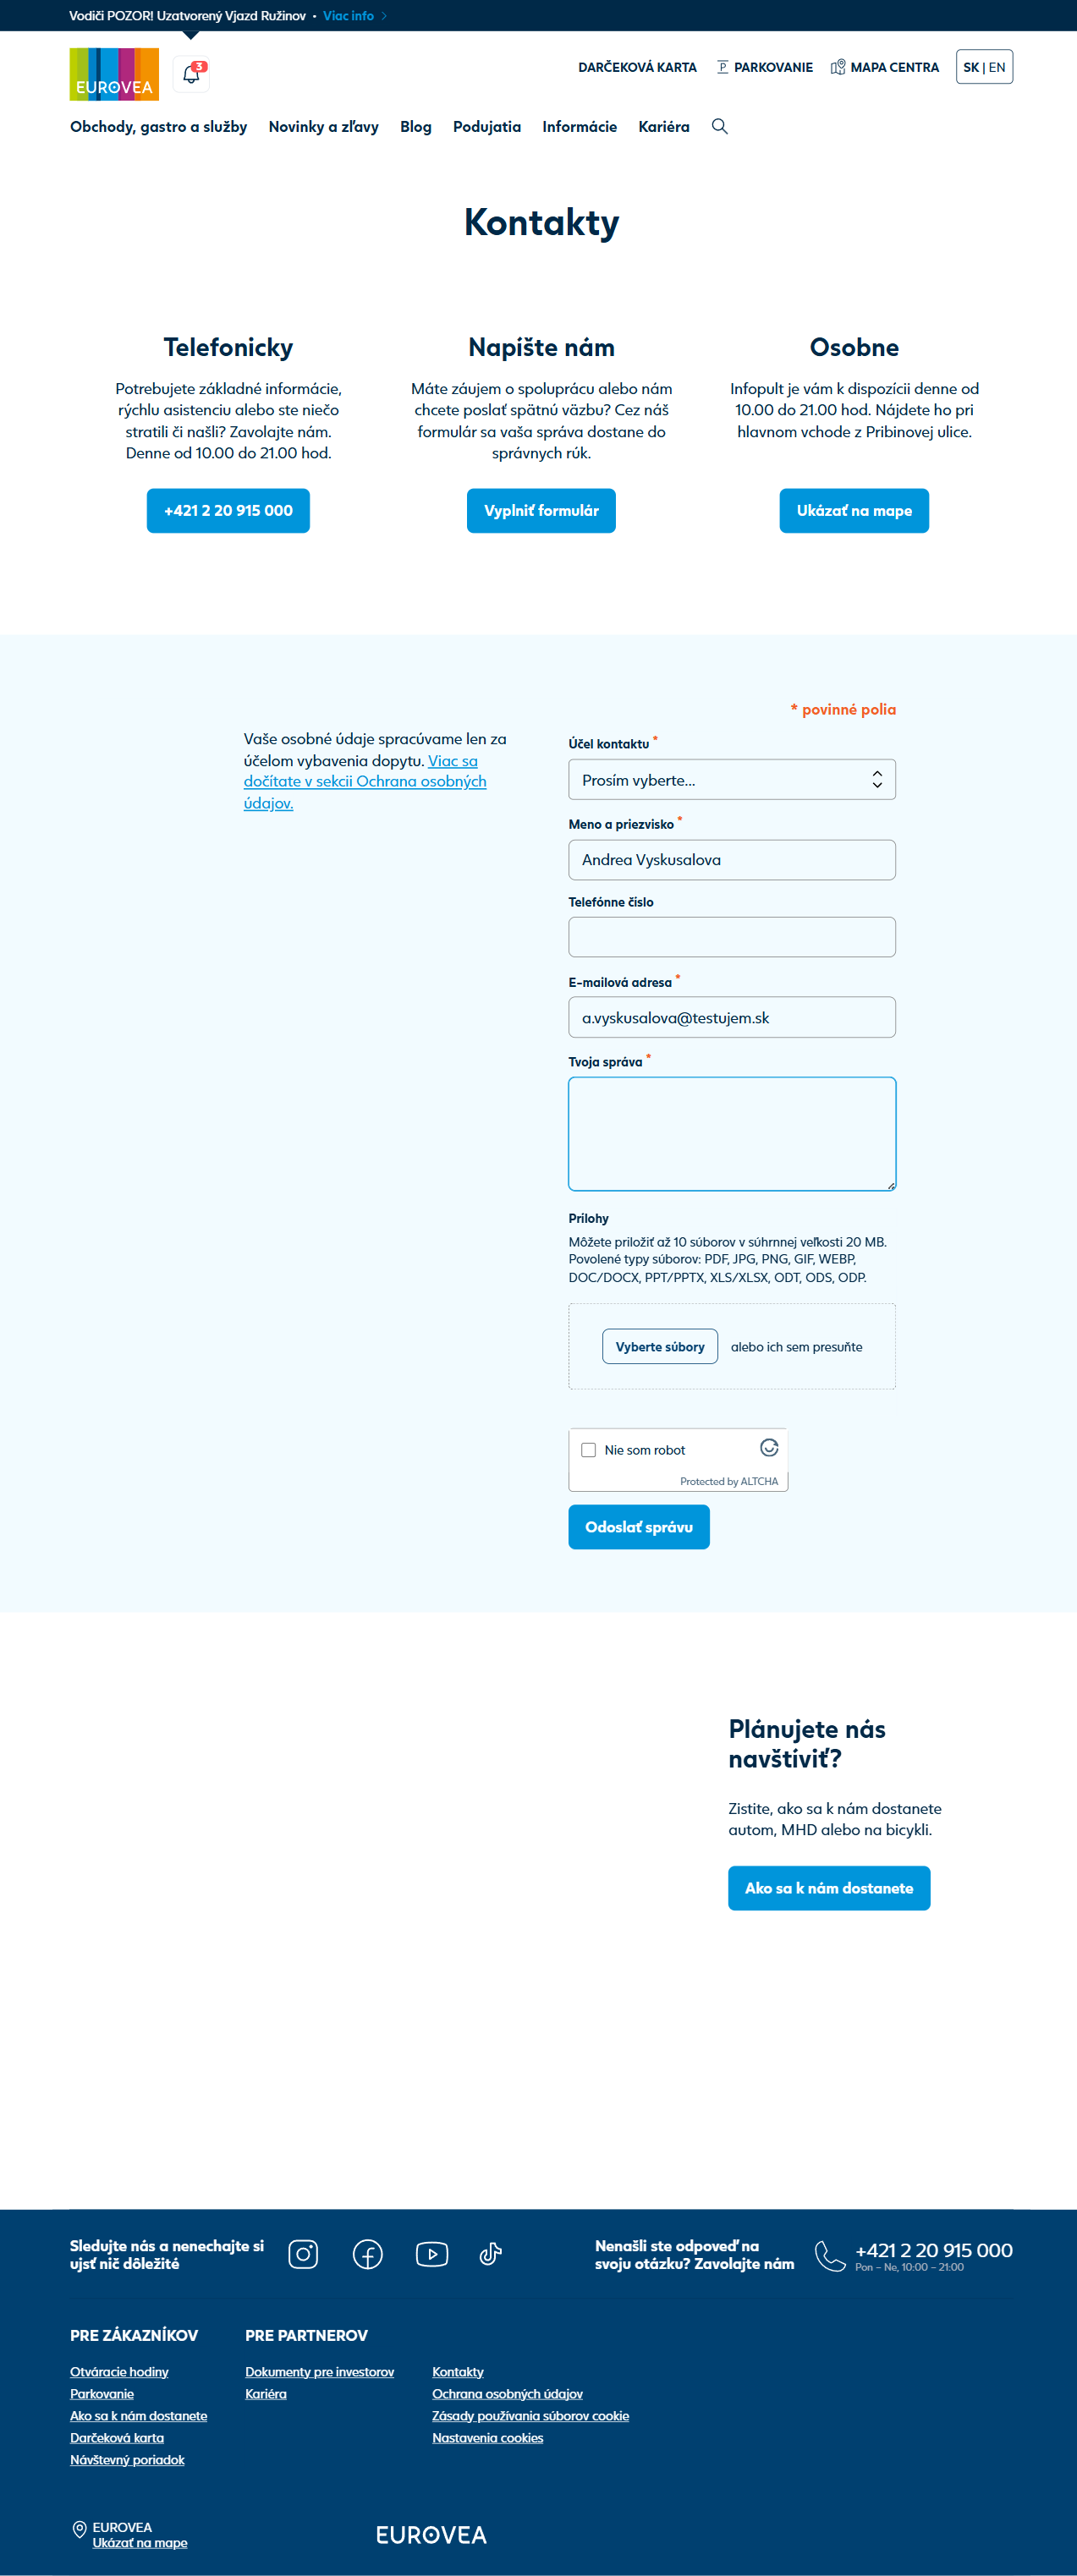 Vodiči POZOR! Uzatvorený Vjazd Ružinov • Viac info
EUROVEA
3
DARČEKOVÁ KARTA
P PARKOVANIE
MAPA CENTRA
SK | EN
Obchody, gastro a služby
Novinky a zľavy
Blog
Podujatia
Informácie
Kariéra
Kontakty
Telefonicky
Potrebujete základné informácie,
rýchlu asistenciu alebo ste niečo
stratili či našli? Zavolajte nám.
Denne od 10.00 do 21.00 hod.
+421 2 20 915 000
Napíšte nám
Máte záujem o spoluprácu alebo nám
chcete poslať spätnú väzbu? Cez náš
formulár sa vaša správa dostane do
správnych rúk.
Vyplniť formulár
Osobne
Infopult je vám k dispozícii denne od
10.00 do 21.00 hod. Nájdete ho pri
hlavnom vchode z Pribinovej ulice.
Ukázať na mape
* povinné polia
Vaše osobné údaje spracúvame len za
účelom vybavenia dopytu. Viac sa
dočítate v sekcii Ochrana osobných
údajov.
Účel kontaktu *
Prosím vyberte...
Meno a priezvisko *
Andrea Vyskusalova
Telefónne číslo
E-mailová adresa *
a.vyskusalova@testujem.sk
Tvoja správa *
Prílohy
Môžete priložiť až 10 súborov v súhrnnej veľkosti 20 MB.
Povolené typy súborov: PDF, JPG, PNG, GIF, WEBP,
DOC/DOCX, PPT/PPTX, XLS/XLSX, ODT, ODS, ODP.
Vyberte súbory alebo ich sem presuňte
Nie som robot
Protected by ALTCHA
Odoslať správu
Plánujete nás
navštíviť?
Zistite, ako sa k nám dostanete
autom, MHD alebo na bicykli.
Ako sa k nám dostanete
Sledujte nás a nenechajte si
ujsť nič dôležité
Nenašli ste odpoveď na
svoju otázku? Zavolajte nám
+421 2 20 915 000
Pon – Ne, 10:00 – 21:00
PRE ZÁKAZNÍKOV
Otváracie hodiny
Parkovanie
Ako sa k nám dostanete
Darčeková karta
Návštevný poriadok
PRE PARTNEROV
Dokumenty pre investorov
Kariéra
Kontakty
Ochrana osobných údajov
Zásady používania súborov cookie
Nastavenia cookies
EUROVEA
Ukázať na mape
EUROVEA